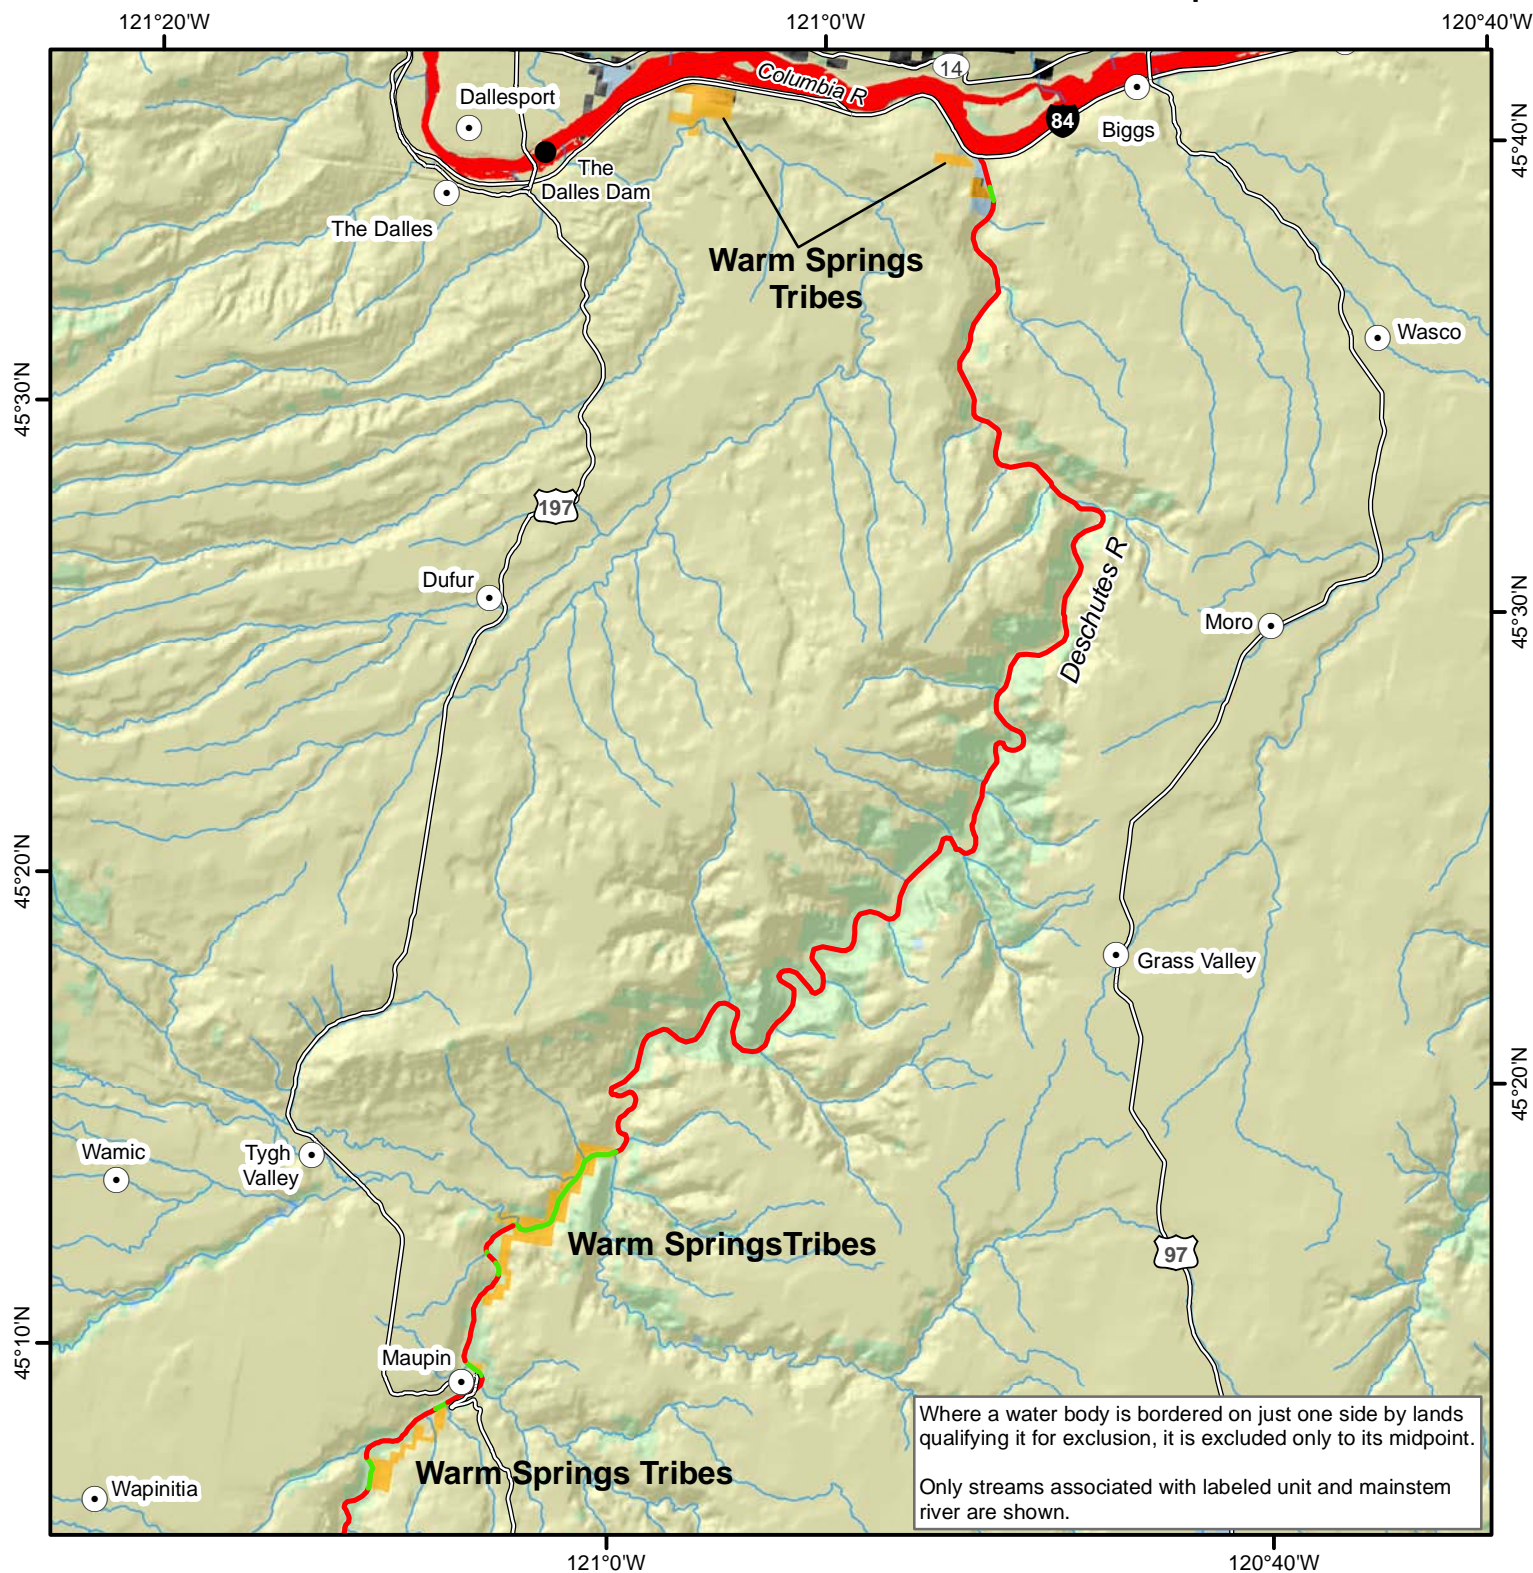 121°20'W
121°0'W
120°40'W
14
Columbia R
Dallesport
84
Biggs
45°40'N
The
Dalles Dam
The Dalles
Warm Springs
Tribes
Wasco
45°30'N
197
Deschutes R
Dufur
Moro
45°30'N
45°20'N
Grass Valley
45°20'N
Wamic
Tygh
Valley
Warm SpringsTribes
97
45°10'N
Maupin
Where a water body is bordered on just one side by lands
qualifying it for exclusion, it is excluded only to its midpoint.
Only streams associated with labeled unit and mainstem
river are shown.
Warm Springs Tribes
Wapinitia
121°0'W
120°40'W